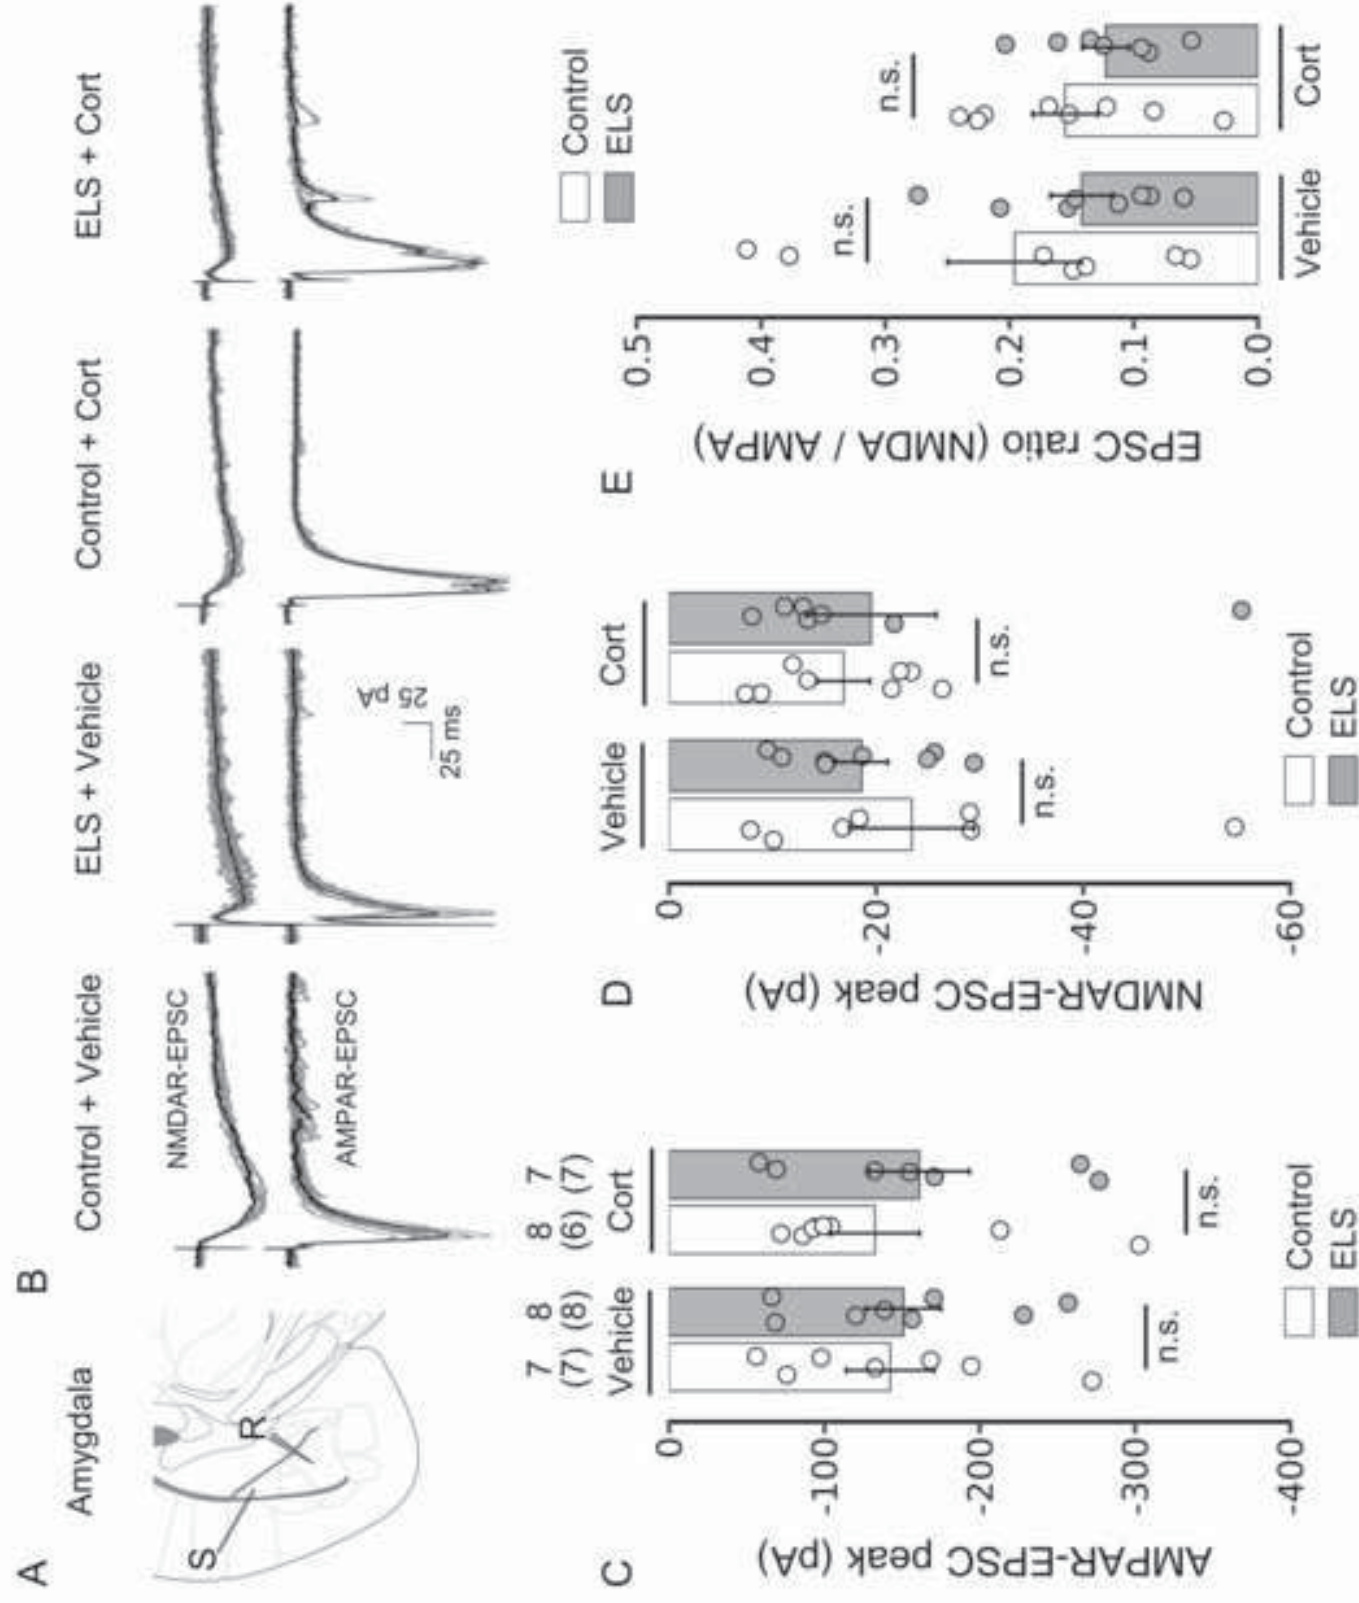 A
Amygdala
S
R
B
Control + Vehicle
ELS + Vehicle
Control + Cort
ELS + Cort
NMDAR-EPSC
AMPAR-EPSC
25 pA
25 ms
C
AMPAR-EPSC peak (pA)
0
-100
-200
-300
-400
7 8 8 7
(7) (8) (6) (7)
Vehicle Cort
n.s. n.s.
Control
ELS
D
NMDAR-EPSC peak (pA)
0
-20
-40
-60
Vehicle Cort
n.s. n.s.
Control
ELS
E
EPSC ratio (NMDA / AMPA)
0.5
0.4
0.3
0.2
0.1
0.0
Control
ELS
n.s. n.s.
Vehicle Cort